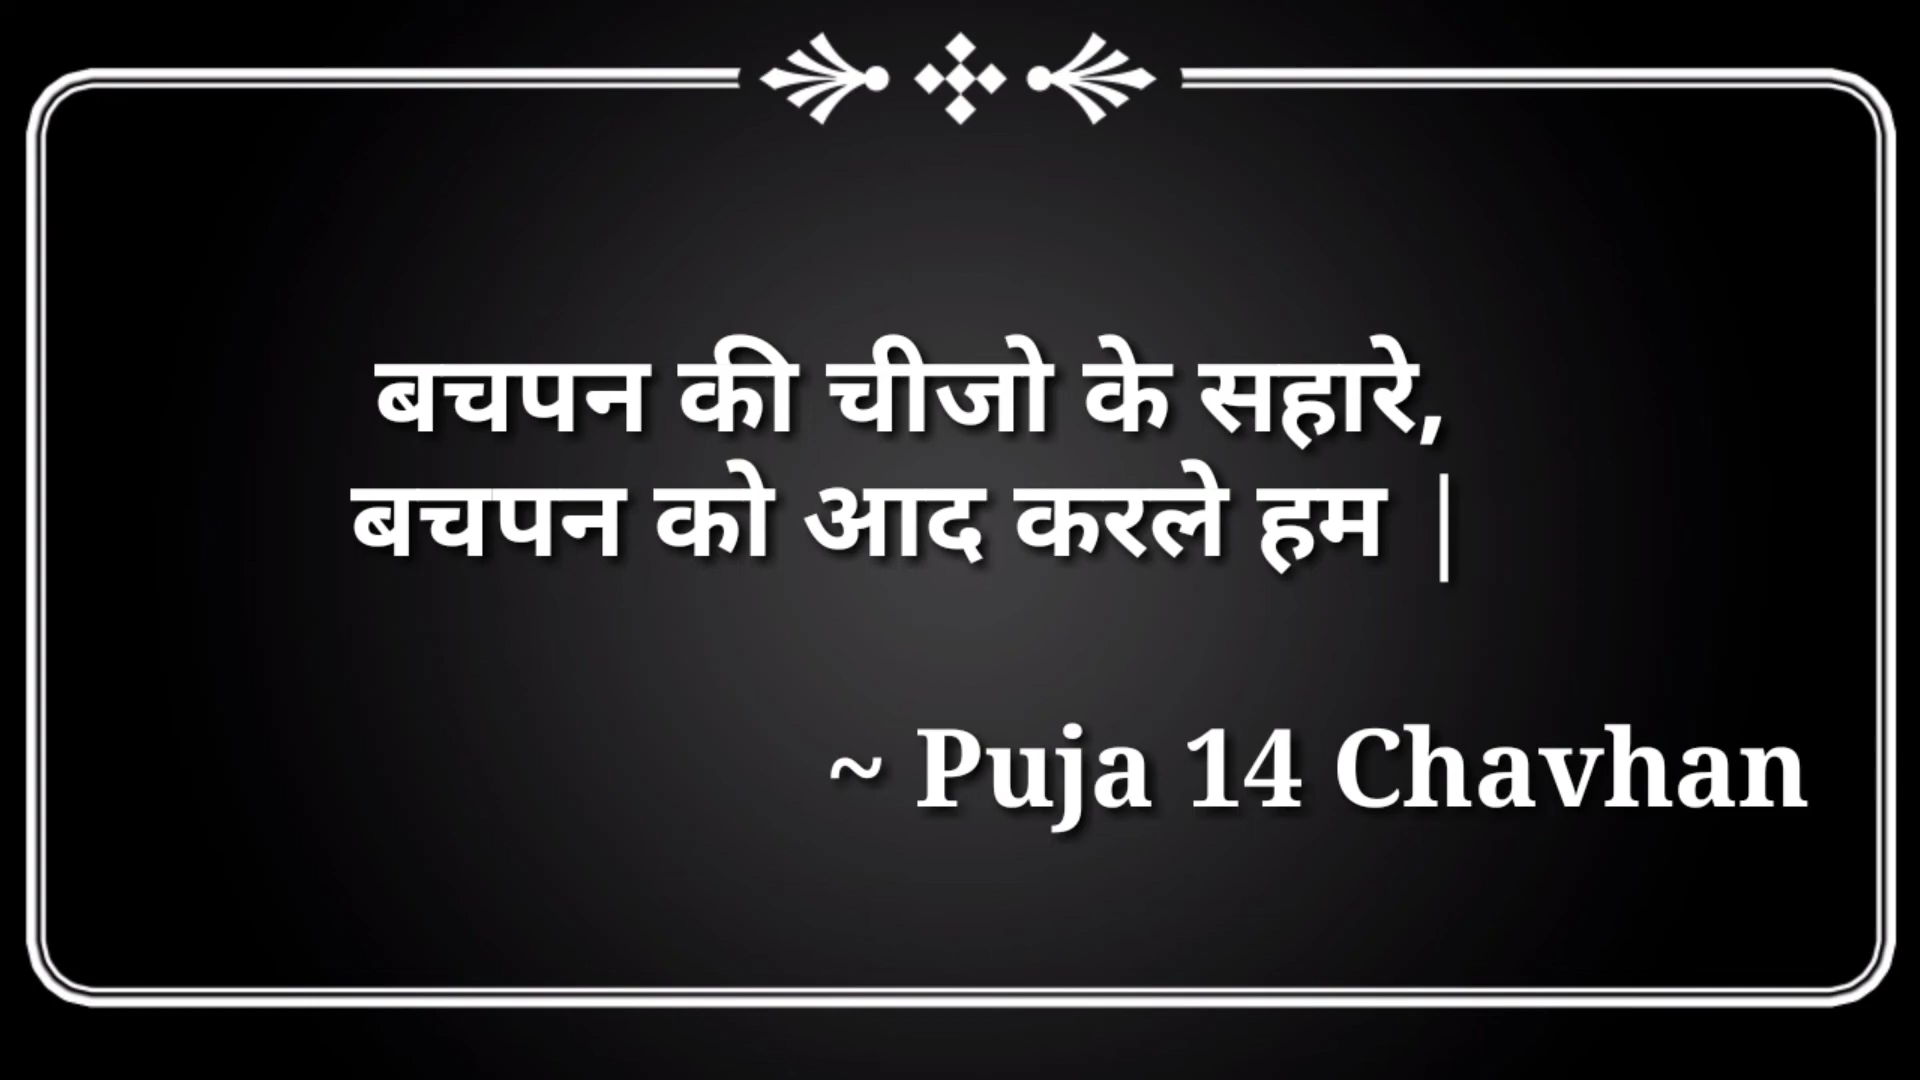 बचपन की चीजो के सहारे,
बचपन को आद करले हम |
~ Puja 14 Chavhan